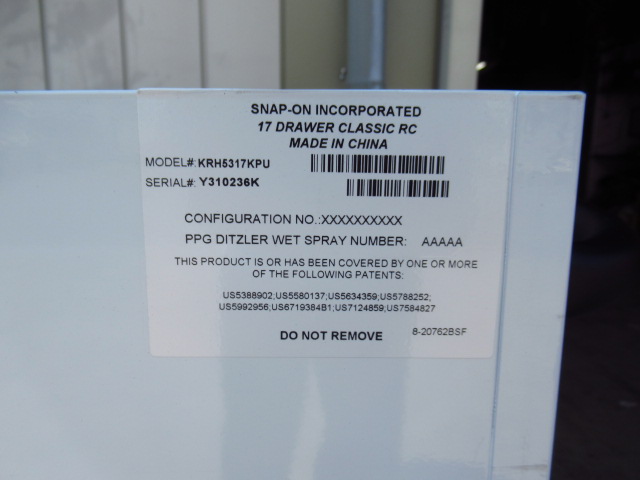 SNAP-ON INCORPORATED
17 DRAWER CLASSIC RC
MADE IN CHINA
MODEL#: KRH5317KPU
SERIAL#: Y310236K
CONFIGURATION NO.:XXXXXXXXXX
PPG DITZLER WET SPRAY NUMBER: AAAAA
THIS PRODUCT IS OR HAS BEEN COVERED BY ONE OR MORE
OF THE FOLLOWING PATENTS:
US5388902;US5580137;US5634359;US5788252;
US5992956;US6719384B1;US7124859;US7584827
DO NOT REMOVE 8-20762BSF